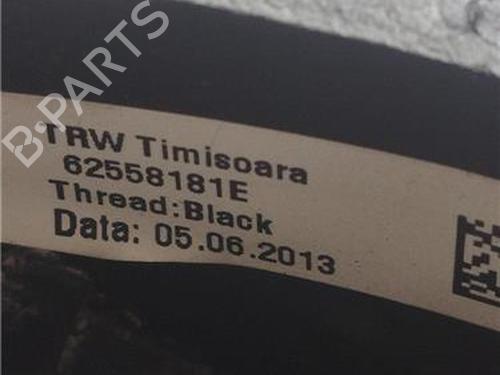 B-PARTS
TRW Timisoara
62558181E
Thread:Black
Data: 05.06.2013